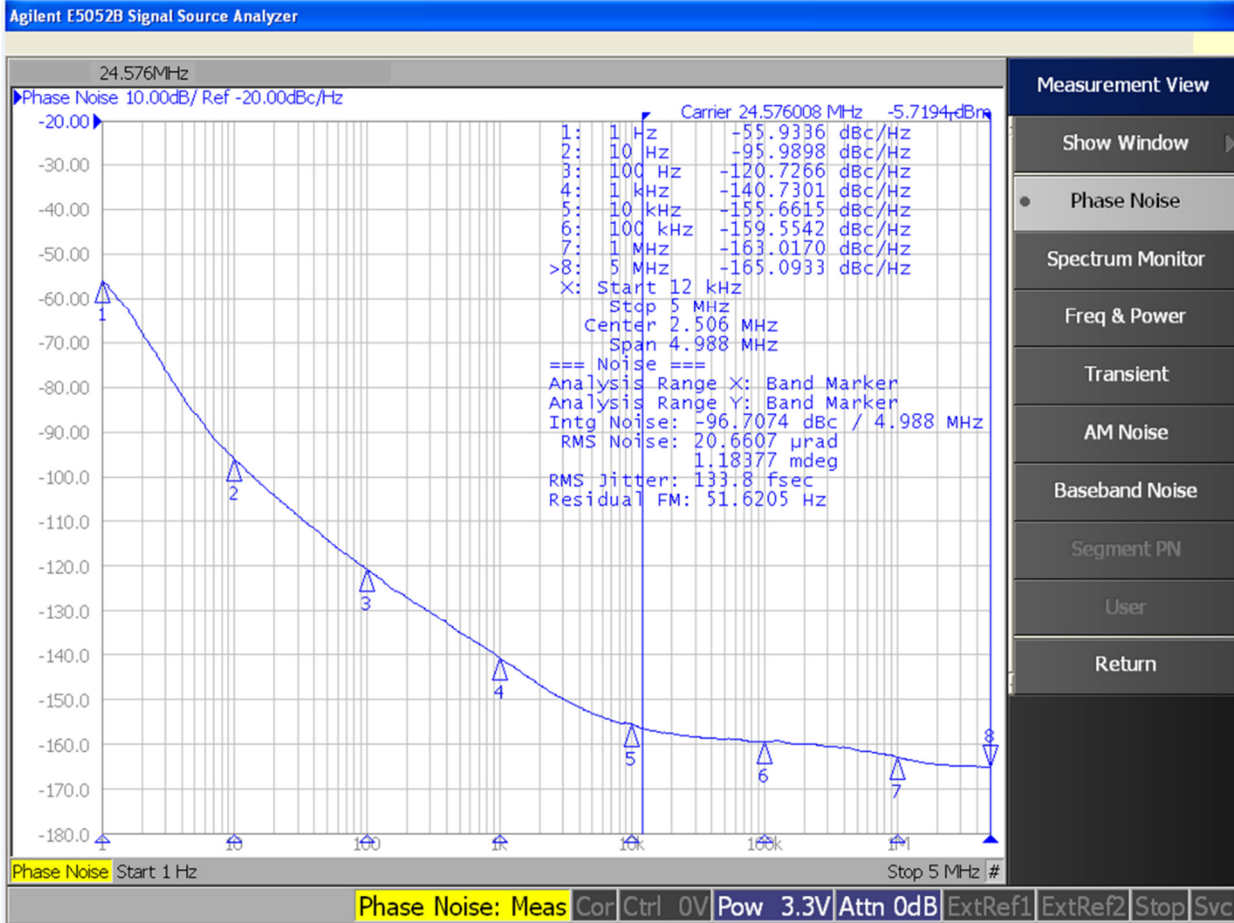 Agilent E5052B Signal Source Analyzer
24.576MHz
Phase Noise 10.00dB/ Ref -20.00dBc/Hz
Carrier 24.576008 MHz -5.7194 dBm
-20.00
-30.00
-40.00
-50.00
-60.00
-70.00
-80.00
-90.00
-100.0
-110.0
-120.0
-130.0
-140.0
-150.0
-160.0
-170.0
-180.0
1: 1 Hz -55.9336 dBc/Hz
2: 10 Hz -95.9898 dBc/Hz
3: 100 Hz -120.7266 dBc/Hz
4: 1 kHz -140.7301 dBc/Hz
5: 10 kHz -155.6615 dBc/Hz
6: 100 kHz -159.5542 dBc/Hz
7: 1 MHz -163.0170 dBc/Hz
>8: 5 MHz -165.0933 dBc/Hz
X: Start 12 kHz
Stop 5 MHz
Center 2.506 MHz
Span 4.988 MHz
=== Noise ===
Analysis Range X: Band Marker
Analysis Range Y: Band Marker
Intg Noise: -96.7074 dBc / 4.988 MHz
RMS Noise: 20.6607 µrad
1.18377 mdeg
RMS Jitter: 133.8 fsec
Residual FM: 51.6205 Hz
1
2
3
4
5
6
7
8
1 10 100 1k 10k 100k 1M
Phase Noise Start 1 Hz Stop 5 MHz #
Phase Noise: Meas Cor Ctrl 0V Pow 3.3V Attn 0dB ExtRef1 ExtRef2 Stop Svc
Measurement View
Show Window
Phase Noise
Spectrum Monitor
Freq & Power
Transient
AM Noise
Baseband Noise
Segment PN
User
Return